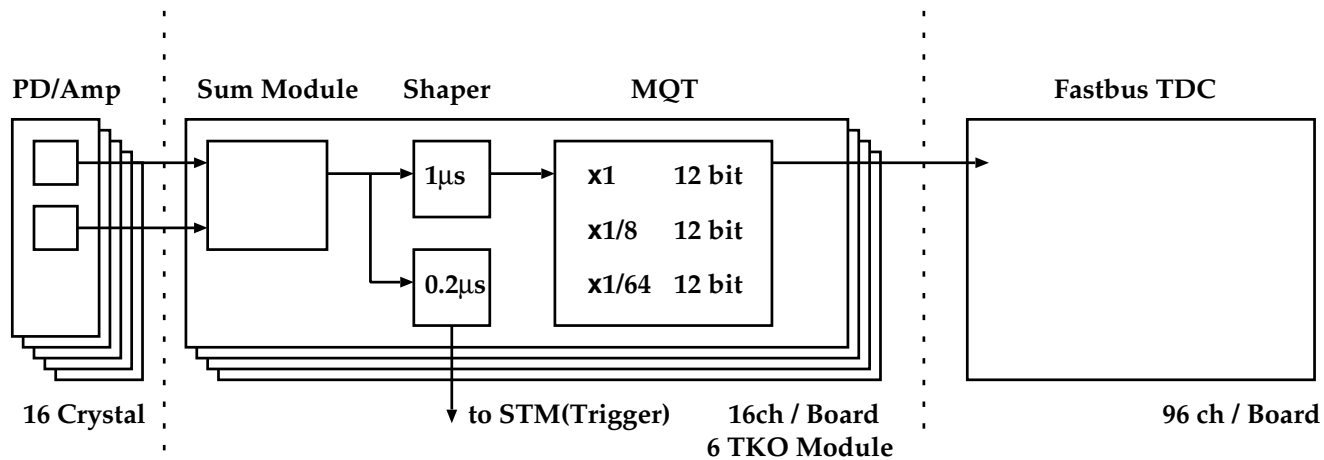 PD/Amp
Sum Module
Shaper
MQT
Fastbus TDC
1μs
x1 12 bit
x1/8 12 bit
0.2μs
x1/64 12 bit
16 Crystal
to STM(Trigger)
16ch / Board
6 TKO Module
96 ch / Board